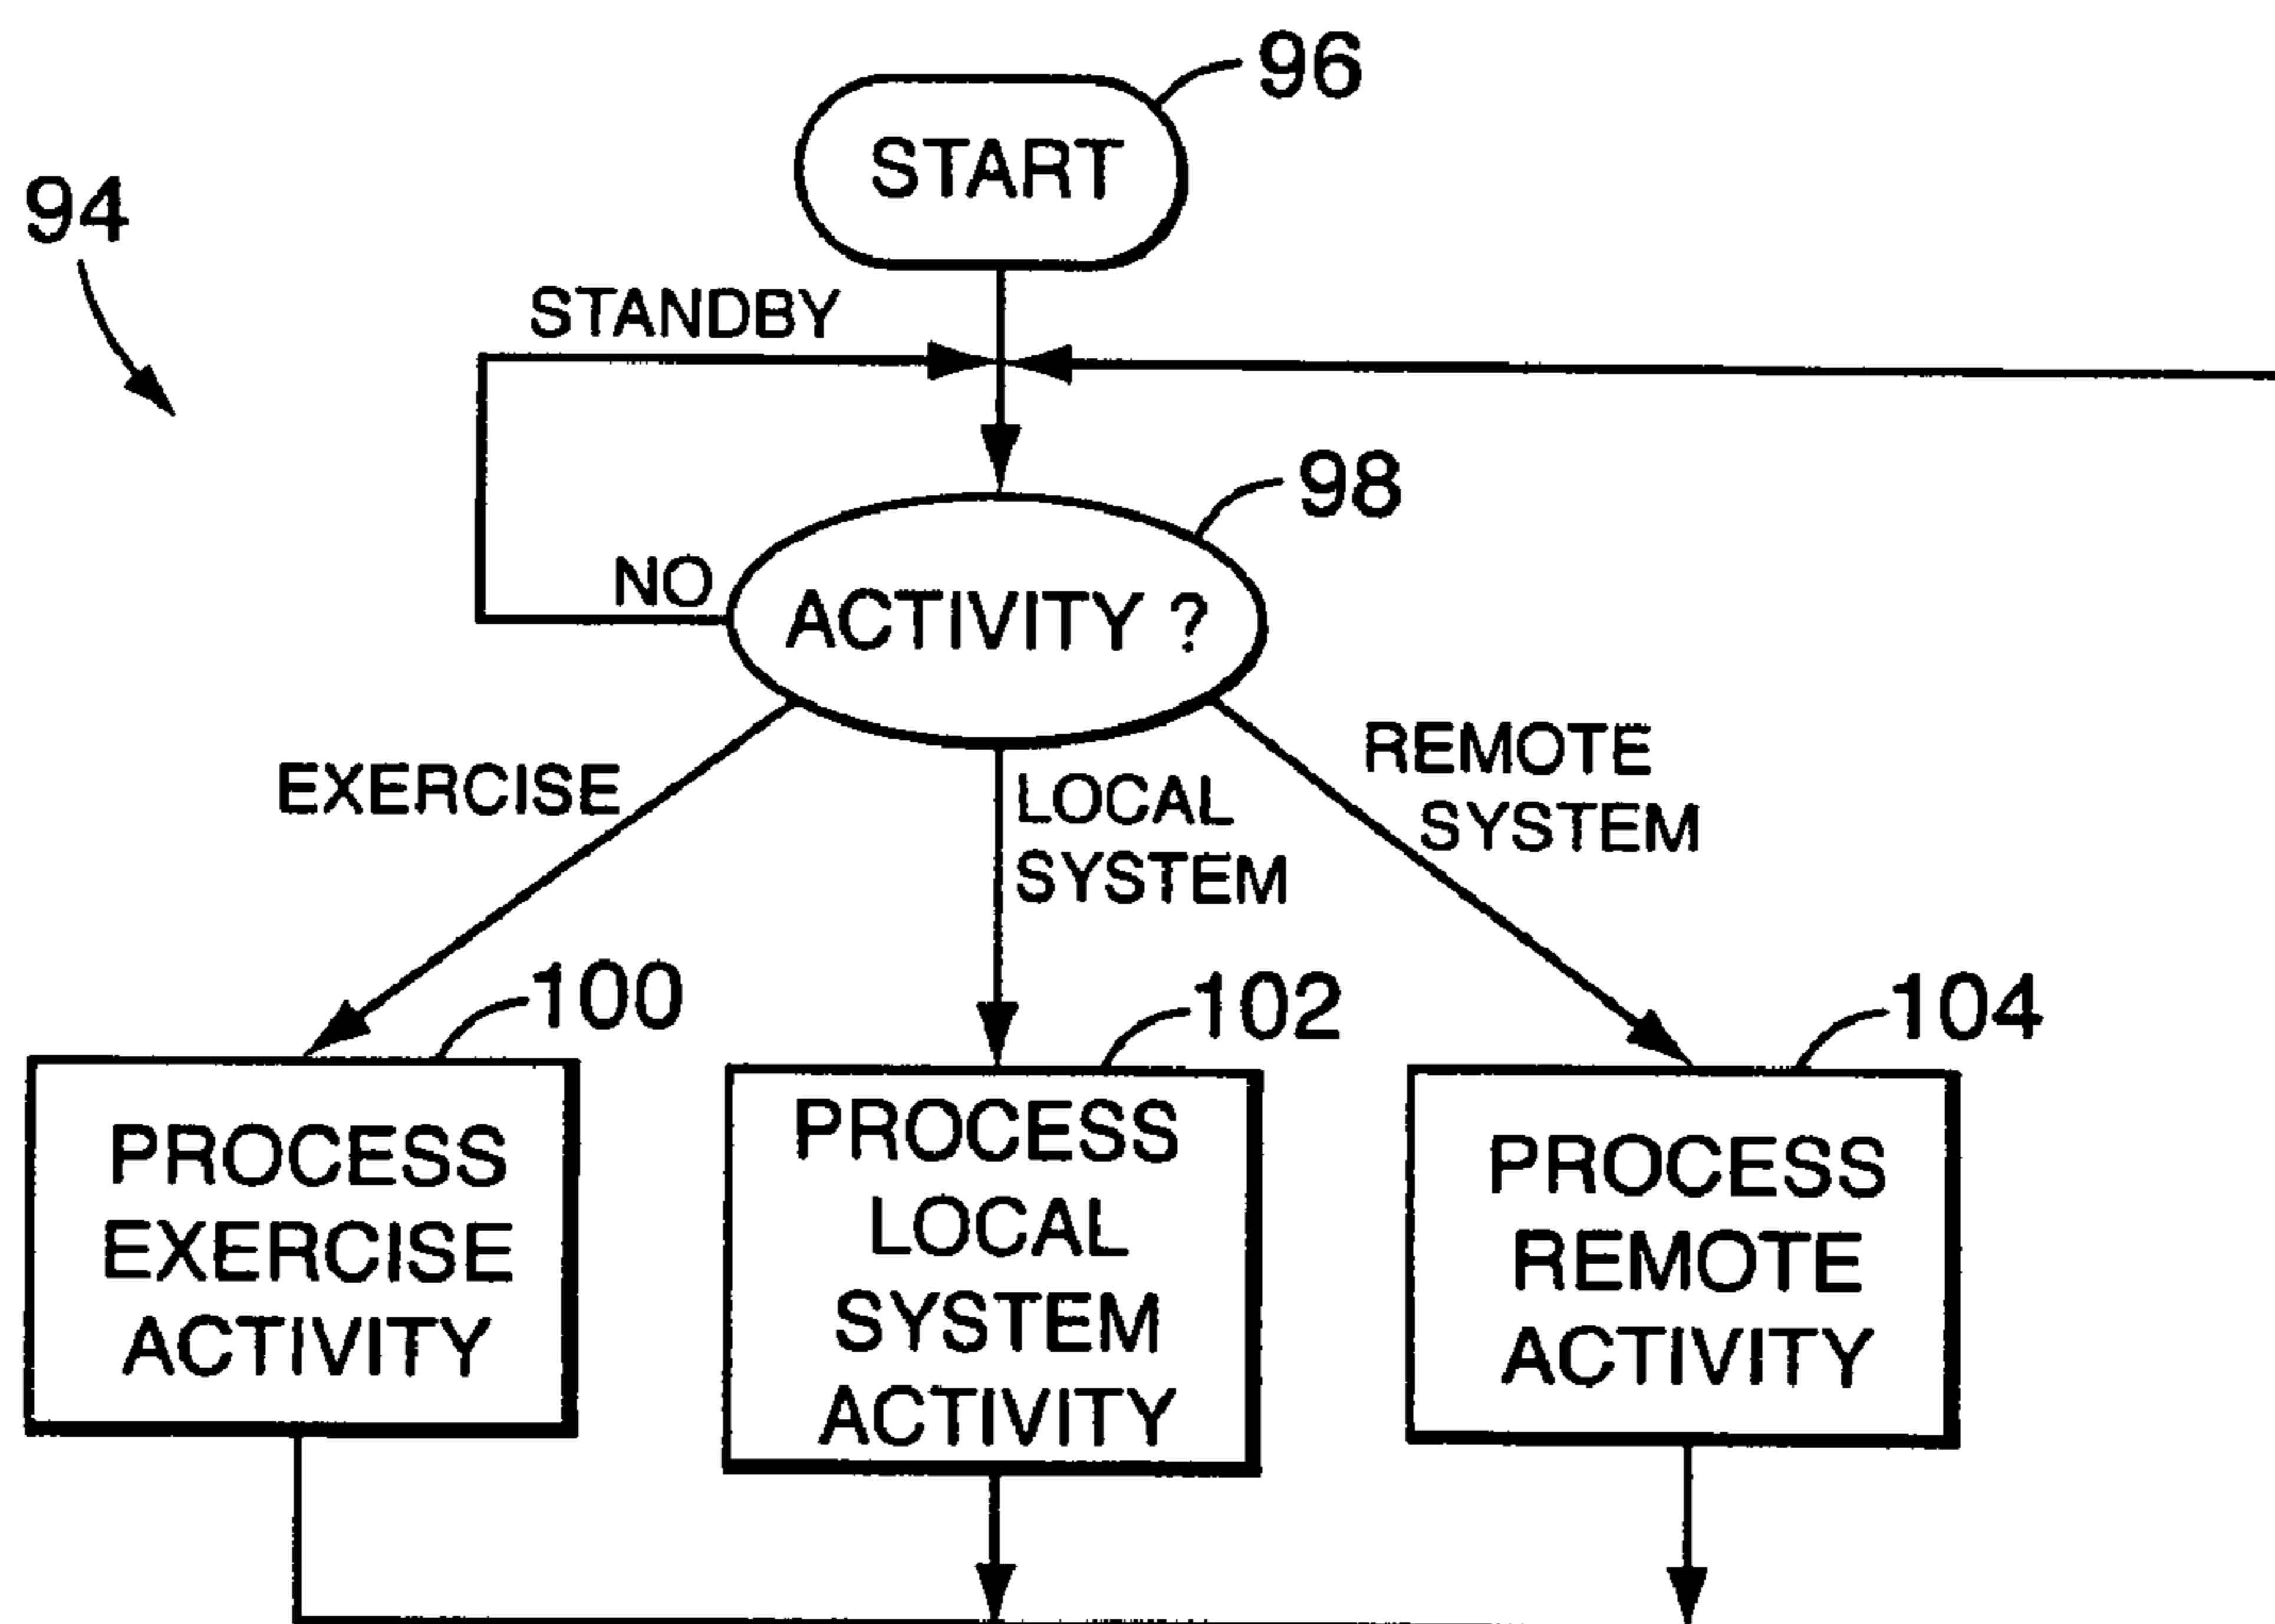 96
START
94
STANDBY
98
NO
ACTIVITY ?
EXERCISE
LOCAL
SYSTEM
REMOTE
SYSTEM
100
102
104
PROCESS
EXERCISE
ACTIVITY
PROCESS
LOCAL
SYSTEM
ACTIVITY
PROCESS
REMOTE
ACTIVITY